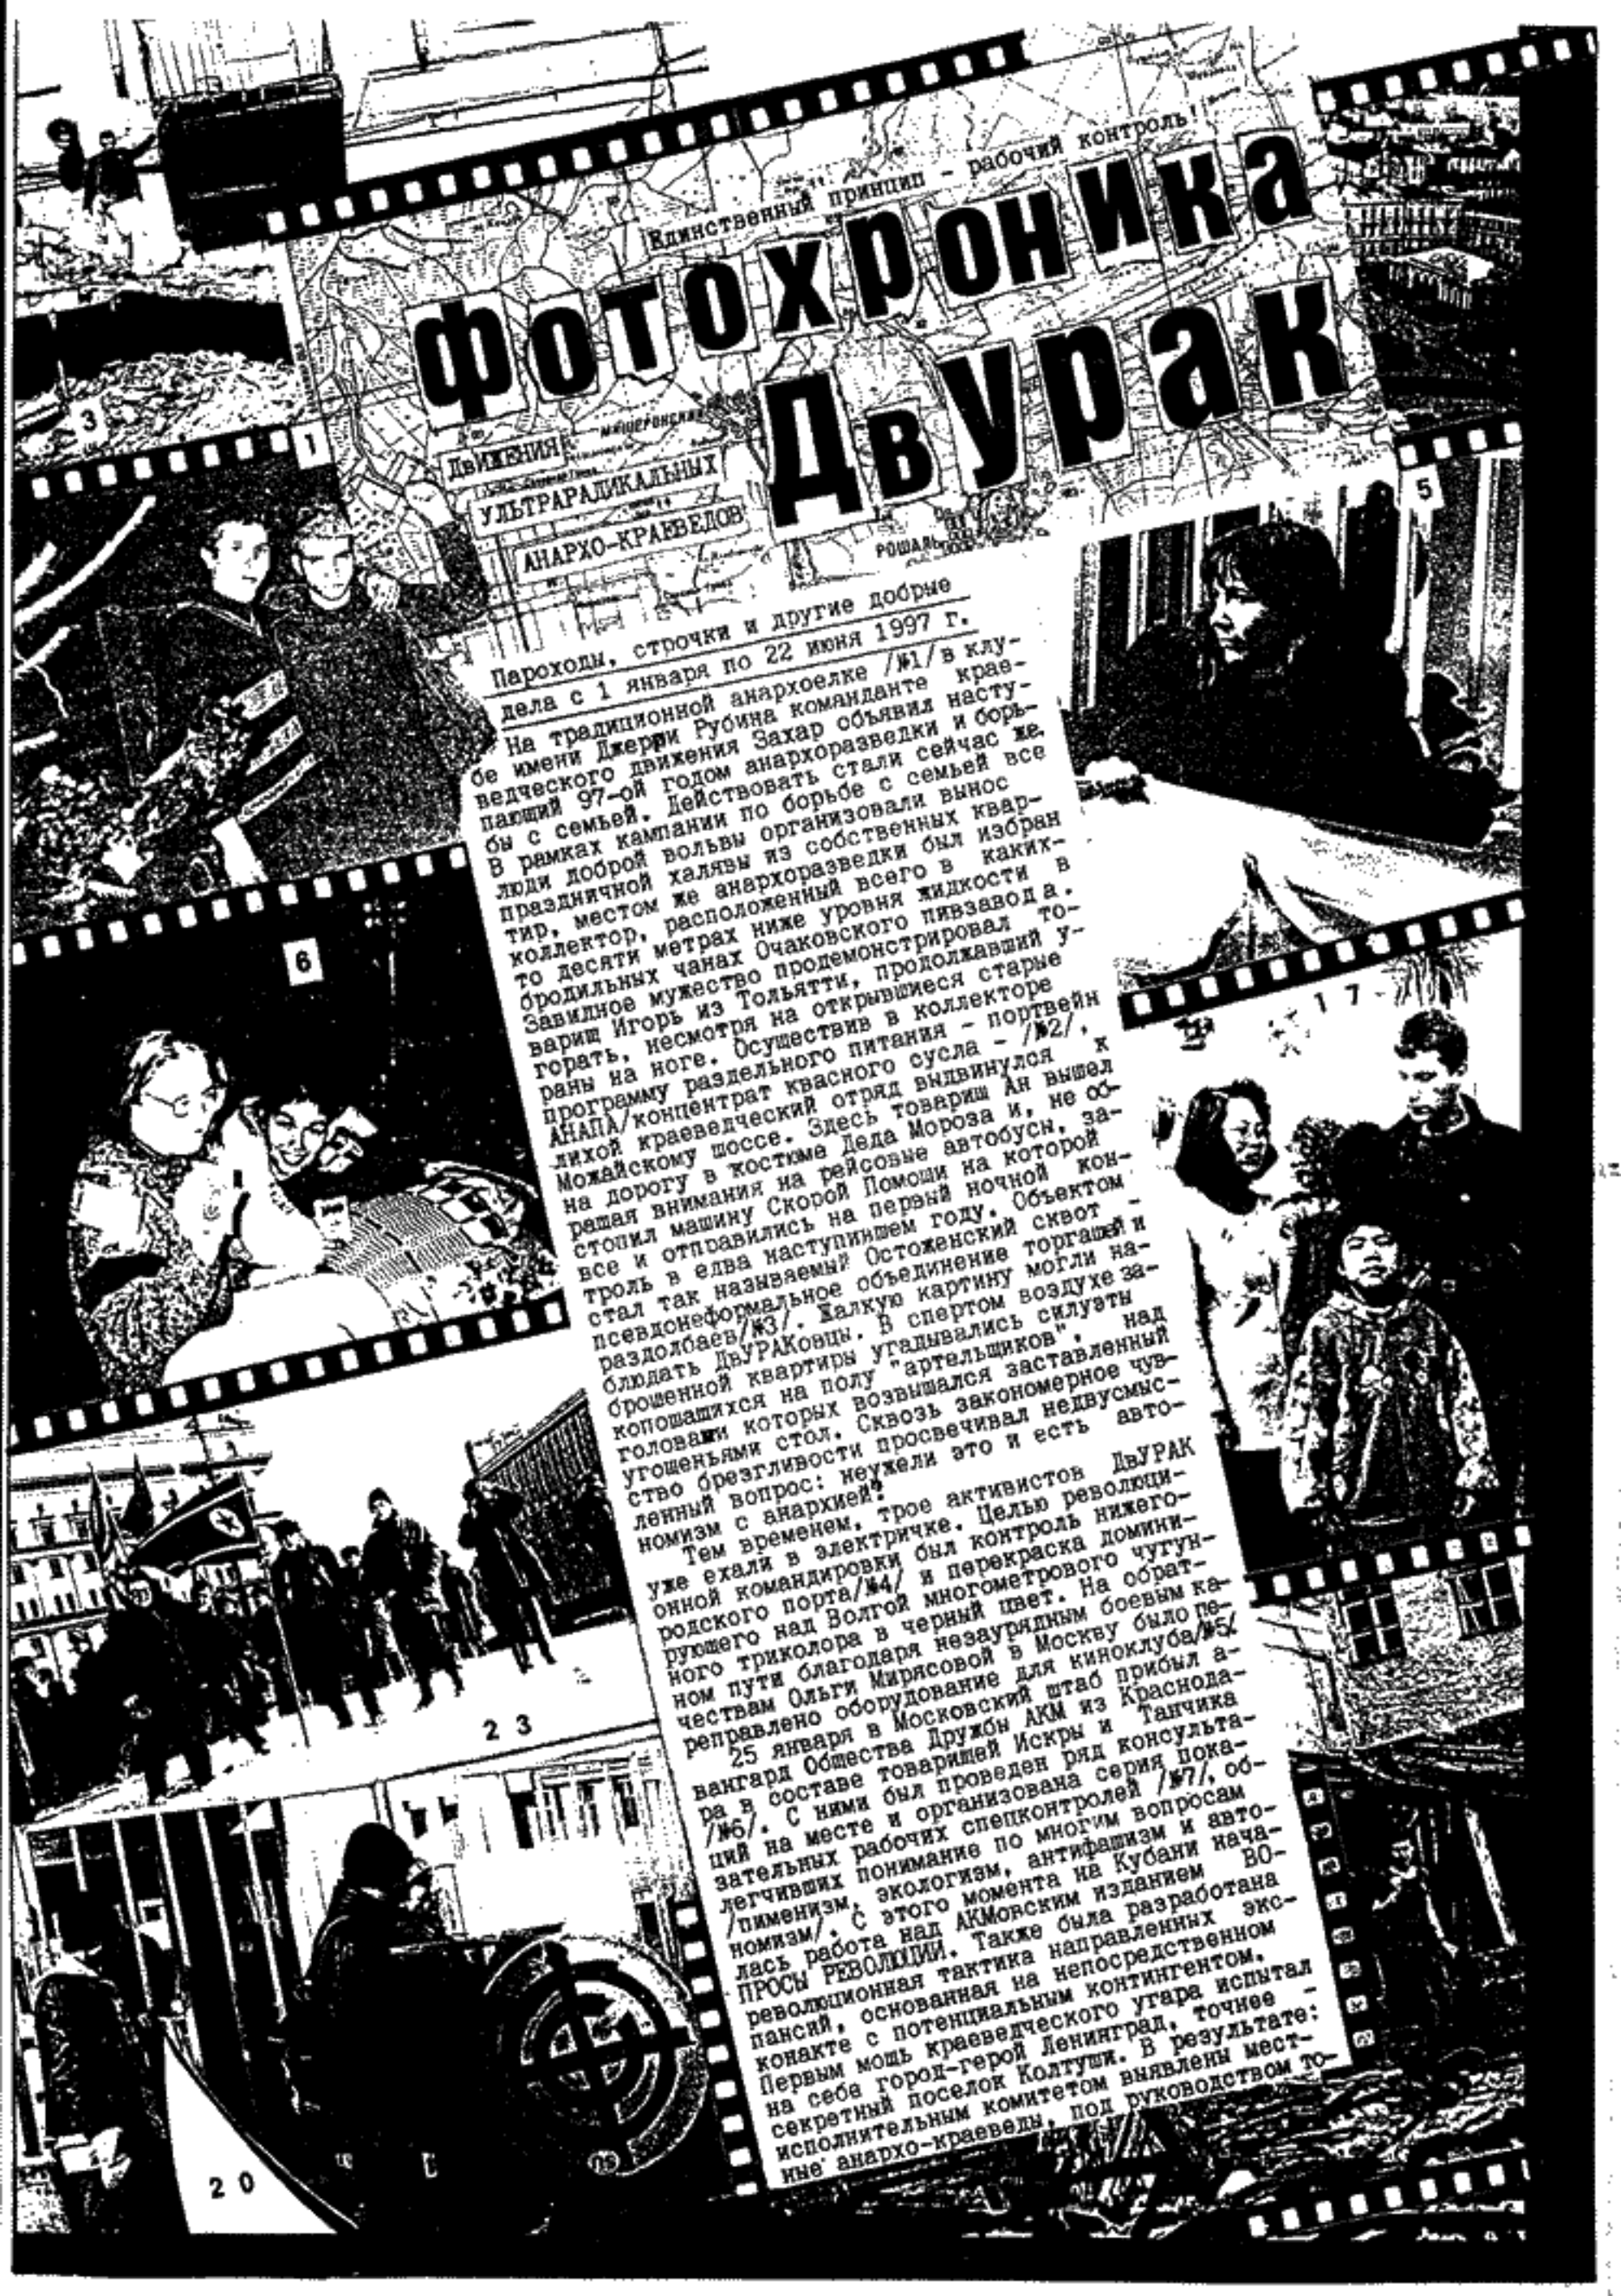 Единственный принцип - рабочий контроль!
Фотохроника
ДвУРАК
ДВИЖЕНИЯ
УЛЬТРАРАДИКАЛЬНЫХ
АНАРХО-КРАЕВЕДОВ
РОШАЛЬ
3
1
5
6
17
23
20
Пароходы, строчки и другие добрые
дела с 1 января по 22 июня 1997 г.
На традиционной анархоелке /№1/ в клу-
бе имени Джерри Рубина команданте крае-
ведческого движения Захар объявил насту-
пающий 97-ой годом анархоразведки и борь-
бы с семьей. Действовать стали сейчас же.
В рамках кампании по борьбе с семьей все
люди доброй вольвы организовали вынос
праздничной халявы из собственных квар-
тир, местом же анархоразведки был избран
коллектор, расположенный всего в каких-
то десяти метрах ниже уровня жидкости в
бродильных чанах Очаковского пивзавода.
Завидное мужество продемонстрировал то-
варищ Игорь из Тольятти, продолжавший у-
горать, несмотря на открывшиеся старые
раны на ноге. Осуществив в коллекторе
программу раздельного питания - портвейн
АНАПА/концентрат квасного сусла - /№2/,
лихой краеведческий отряд выдвинулся к
Можайскому шоссе. Здесь товарищ Ан вышел
на дорогу в костюме Деда Мороза и, не об-
ращая внимания на рейсовые автобусы, за-
стопил машину Скорой Помощи на которой
все и отправились на первый ночной кон-
троль в едва наступившем году. Объектом
стал так называемый Остоженский сквот -
псевдонеформальное объединение торгашей и
раздолбаев/№3/. Жалкую картину могли на-
блюдать ДвУРАКовцы. В спертом воздухе за-
брошенной квартиры угадывались силуэты
копошащихся на полу "артельщиков", над
головами которых возвышался заставленный
угощеньями стол. Сквозь закономерное чув-
ство брезгливости просвечивал недвусмыс-
ленный вопрос: неужели это и есть авто-
номизм с анархией?
Тем временем, трое активистов ДвУРАК
уже ехали в электричке. Целью революци-
онной командировки был контроль нижего-
родского порта/№4/ и перекраска домини-
рующего над Волгой многометрового чугун-
ного триколора в черный цвет. На обрат-
ном пути благодаря незаурядным боевым ка-
чествам Ольги Мирясовой в Москву было пе-
реправлено оборудование для киноклуба/№5/
25 января в Московский штаб прибыл а-
вангард Общества Дружбы АКМ из Краснода-
ра в составе товарищей Искры и Танчика
/№6/. С ними был проведен ряд консульта-
ций на месте и организована серия пока-
зательных рабочих спецконтролей /№7/, об-
легчивших понимание по многим вопросам
/пименизм, экологизм, антифашизм и авто-
номизм/. С этого момента на Кубани нача-
лась работа над АКМовским изданием ВО-
ПРОСЫ РЕВОЛЮЦИИ. Также была разработана
революционная тактика направленных экс-
пансий, основанная на непосредственном
конакте с потенциальным контингентом.
Первым мощь краеведческого угара испытал
на себе город-герой Ленинград, точнее -
секретный поселок Колтуши. В результате:
исполнительным комитетом выявлены мест-
ные анархо-краеведы, под руководством то-